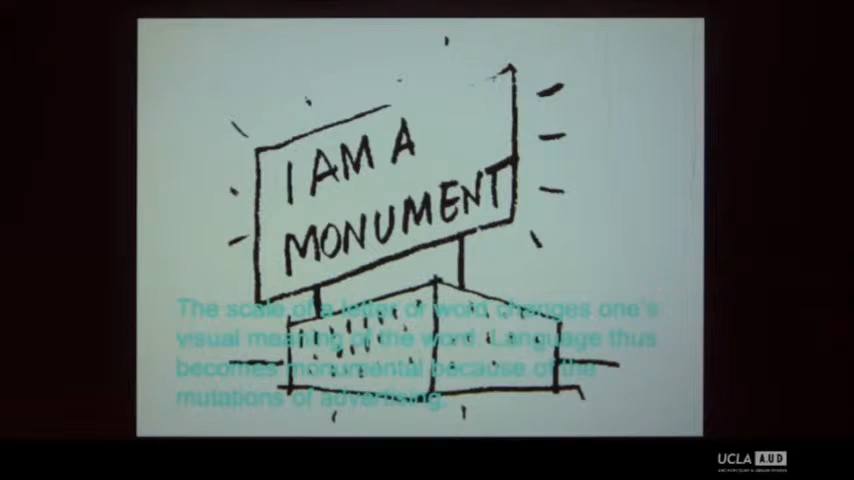 I AM A
MONUMENT
The scale of a letter or word changes one's
visual meaning of the word. Language thus
becomes monumental because of the
mutations of advertising.
UCLA A.UD